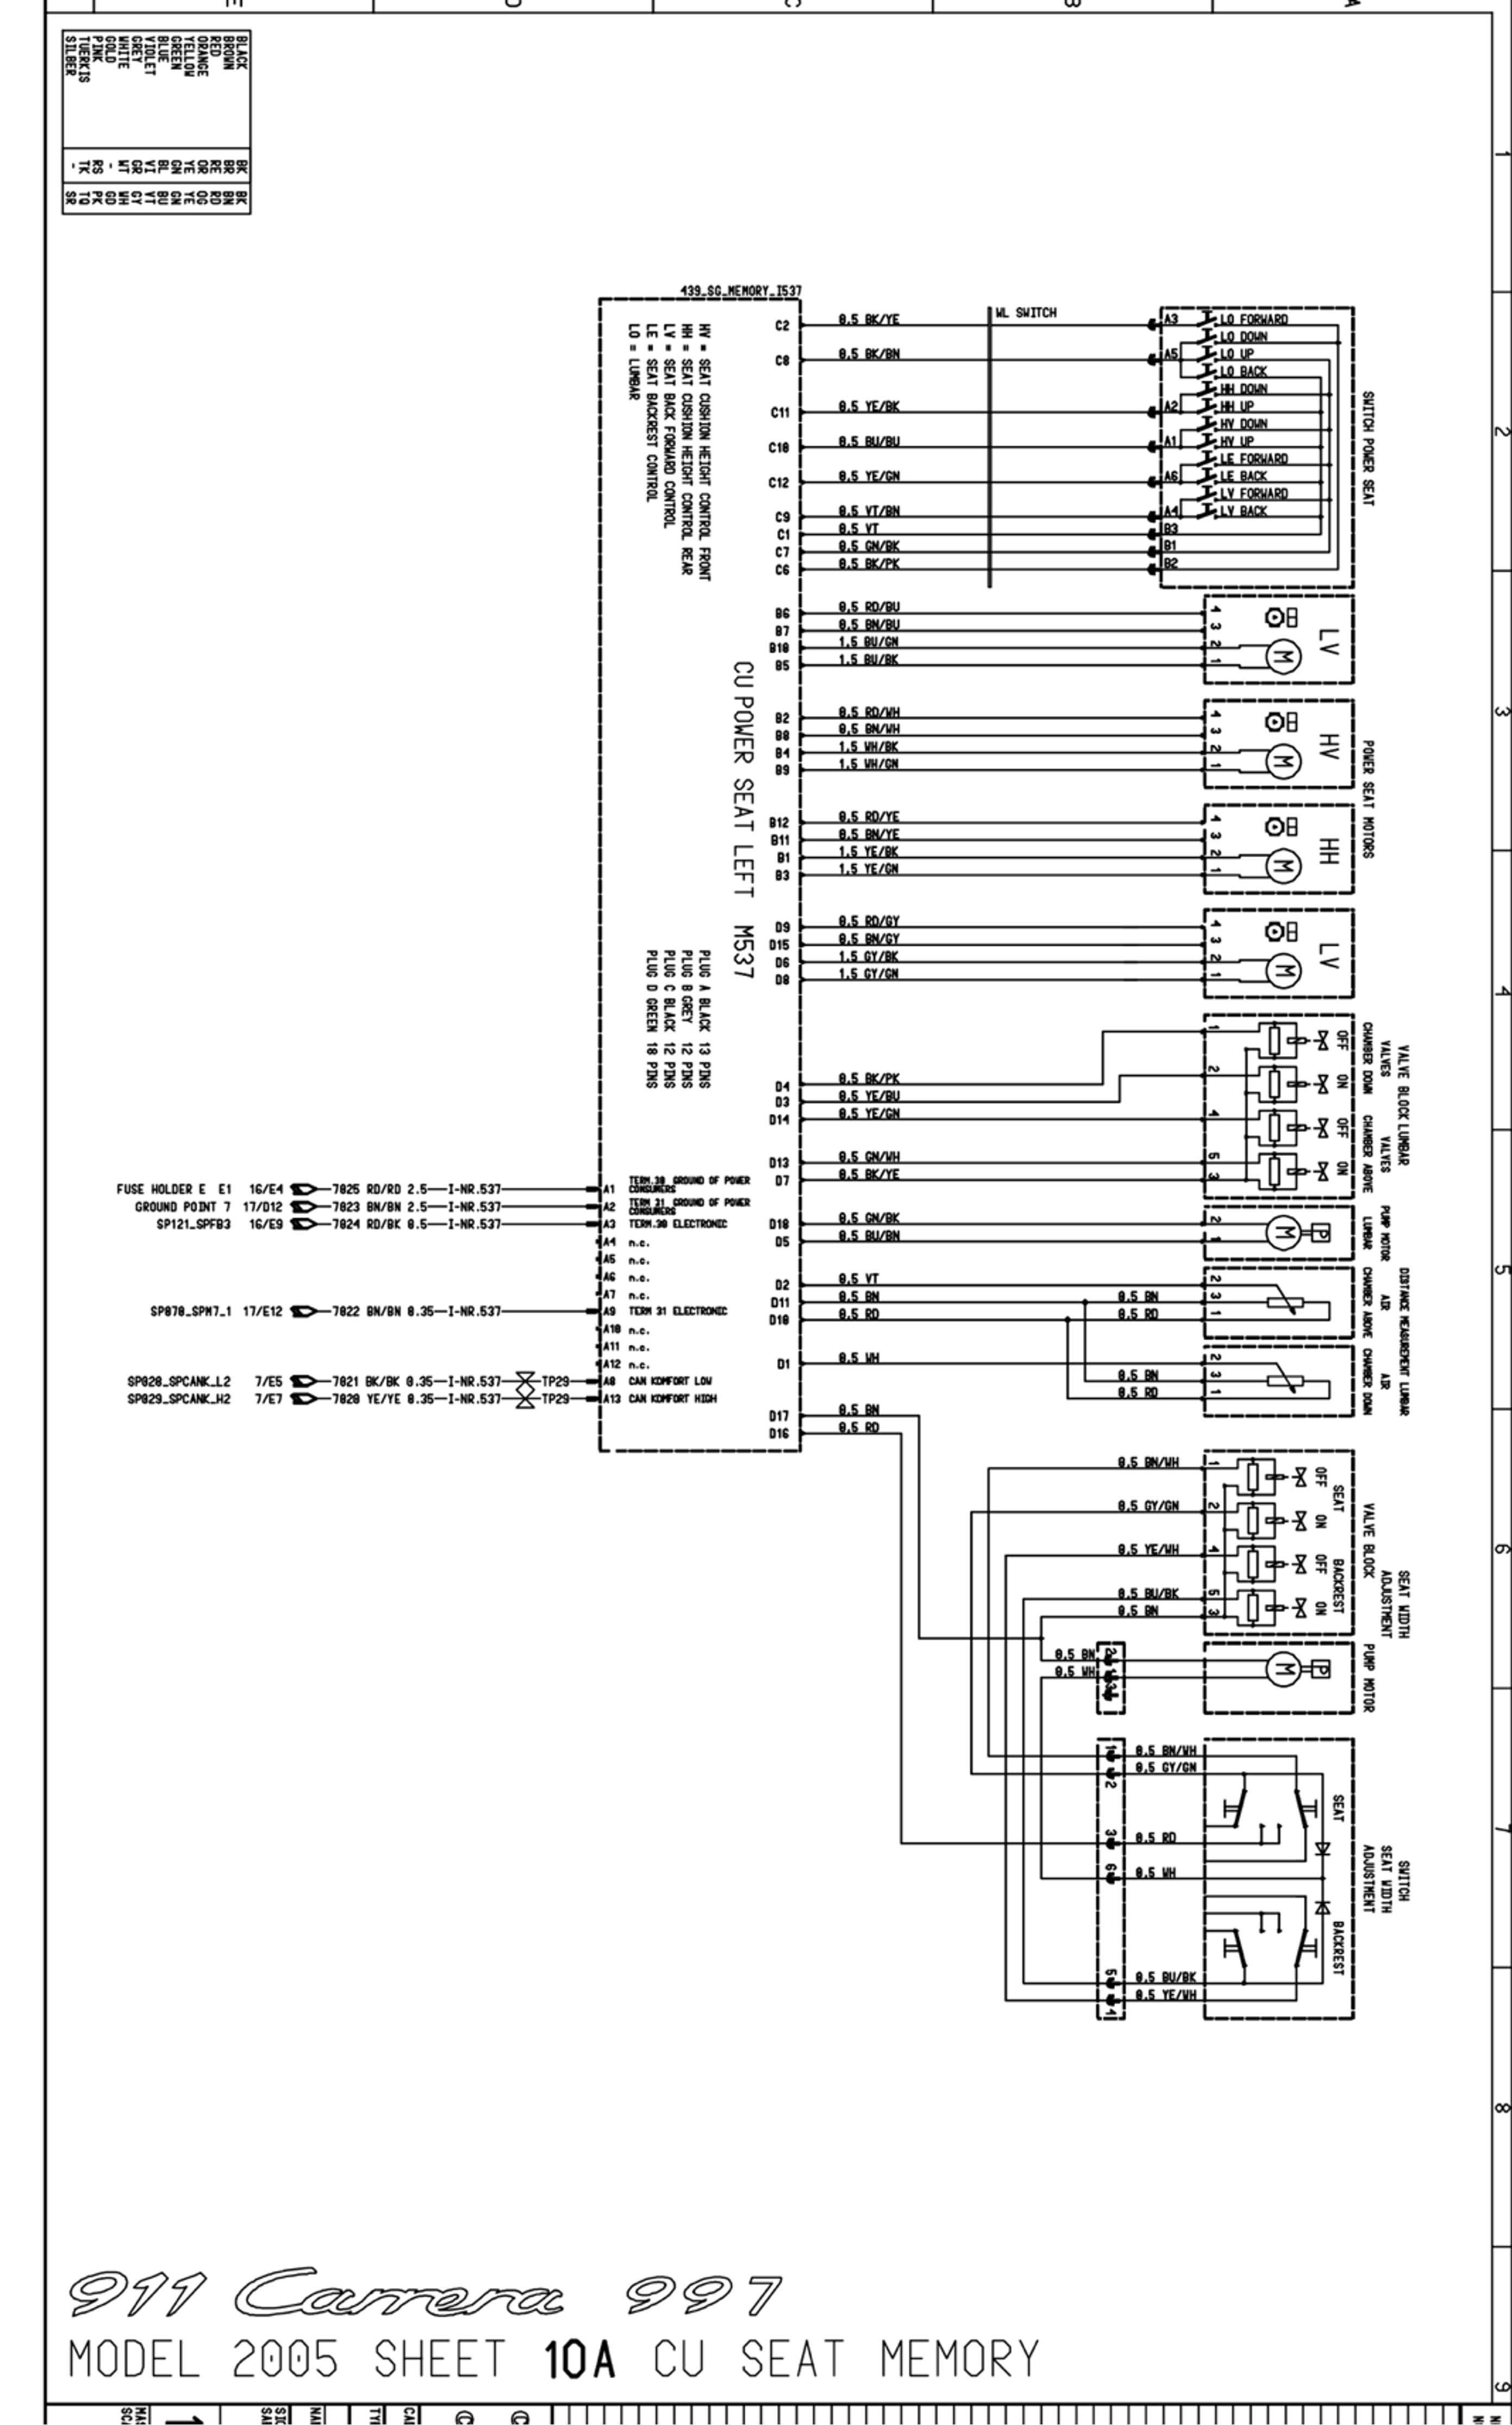 E
D
C
B
A
1
2
3
4
5
6
7
8
9
BLACK BK BK
BROWN BR BN
RED RE RD
ORANGE OR OG
YELLOW YE YE
GREEN GN GN
BLUE BL BU
VIOLET VI VT
GREY GR GY
WHITE WT WH
GOLD - GD
PINK RS PK
TUERKIS TK TQ
SILBER - SR
439_SG_MEMORY_I537
HV = SEAT CUSHION HEIGHT CONTROL FRONT
HH = SEAT CUSHION HEIGHT CONTROL REAR
LV = SEAT BACK FORWARD CONTROL
LE = SEAT BACKREST CONTROL
LO = LUMBAR
CU POWER SEAT LEFT M537
PLUG A BLACK 13 PINS
PLUG B GREY 12 PINS
PLUG C BLACK 12 PINS
PLUG D GREEN 18 PINS
WL SWITCH
C2 0.5 BK/YE A3
C8 0.5 BK/BN A5
C11 0.5 YE/BK A2
C10 0.5 BU/BU A1
C12 0.5 YE/GN A6
C9 0.5 VT/BN A4
C1 0.5 VT B3
C7 0.5 GN/BK B1
C6 0.5 BK/PK B2
LO FORWARD
LO DOWN
LO UP
LO BACK
HH DOWN
HH UP
HV DOWN
HV UP
LE FORWARD
LE BACK
LV FORWARD
LV BACK
SWITCH POWER SEAT
B6 0.5 RD/BU 4
B7 0.5 BN/BU 3
B10 1.5 BU/GN 2
B5 1.5 BU/BK 1
M
LV
B2 0.5 RD/WH 4
B8 0.5 BN/WH 3
B4 1.5 WH/BK 2
B9 1.5 WH/GN 1
M
HV
POWER SEAT MOTORS
B12 0.5 RD/YE 4
B11 0.5 BN/YE 3
B1 1.5 YE/BK 2
B3 1.5 YE/GN 1
M
HH
D9 0.5 RD/GY 4
D15 0.5 BN/GY 3
D6 1.5 GY/BK 2
D8 1.5 GY/GN 1
M
LV
D4 0.5 BK/PK 1
D3 0.5 YE/BU 2
D14 0.5 YE/GN 4
D13 0.5 GN/WH 5
D7 0.5 BK/YE 3
OFF
ON
OFF
ON
VALVE BLOCK LUMBAR
VALVES
CHAMBER DOWN
VALVES
CHAMBER ABOVE
D18 0.5 GN/BK 2
D5 0.5 BU/BN 1
M
P
PUMP MOTOR
LUMBAR
D2 0.5 VT 2
D11 0.5 BN 0.5 BN 3
D10 0.5 RD 0.5 RD 1
D1 0.5 WH 2
0.5 BN 3
0.5 RD 1
DISTANCE MEASUREMENT LUMBAR
AIR
CHAMBER ABOVE
AIR
CHAMBER DOWN
D17 0.5 BN
D16 0.5 RD
FUSE HOLDER E E1 16/E4 7025 RD/RD 2.5 I-NR.537 A1 TERM.30 GROUND OF POWER CONSUMERS
GROUND POINT 7 17/D12 7023 BN/BN 2.5 I-NR.537 A2 TERM 31 GROUND OF POWER CONSUMERS
SP121_SPFB3 16/E9 7024 RD/BK 0.5 I-NR.537 A3 TERM.30 ELECTRONIC
A4 n.c.
A5 n.c.
A6 n.c.
A7 n.c.
SP070_SPM7_1 17/E12 7022 BN/BN 0.35 I-NR.537 A9 TERM 31 ELECTRONIC
A10 n.c.
A11 n.c.
A12 n.c.
SP020_SPCANK_L2 7/E5 7021 BK/BK 0.35 I-NR.537 TP29 A8 CAN KOMFORT LOW
SP029_SPCANK_H2 7/E7 7020 YE/YE 0.35 I-NR.537 TP29 A13 CAN KOMFORT HIGH
0.5 BN/WH 1
0.5 GY/GN 2
0.5 YE/WH 4
0.5 BU/BK 5
0.5 BN 3
OFF
ON
OFF
ON
SEAT
BACKREST
VALVE BLOCK
SEAT WIDTH
ADJUSTMENT
0.5 BN 2
0.5 WH 1
3
M
P
PUMP MOTOR
1 0.5 BN/WH
2 0.5 GY/GN
3 0.5 RD
6 0.5 WH
5 0.5 BU/BK
4 0.5 YE/WH
SEAT
BACKREST
SWITCH
SEAT WIDTH
ADJUSTMENT
911 Carrera 997
MODEL 2005 SHEET 10A CU SEAT MEMORY